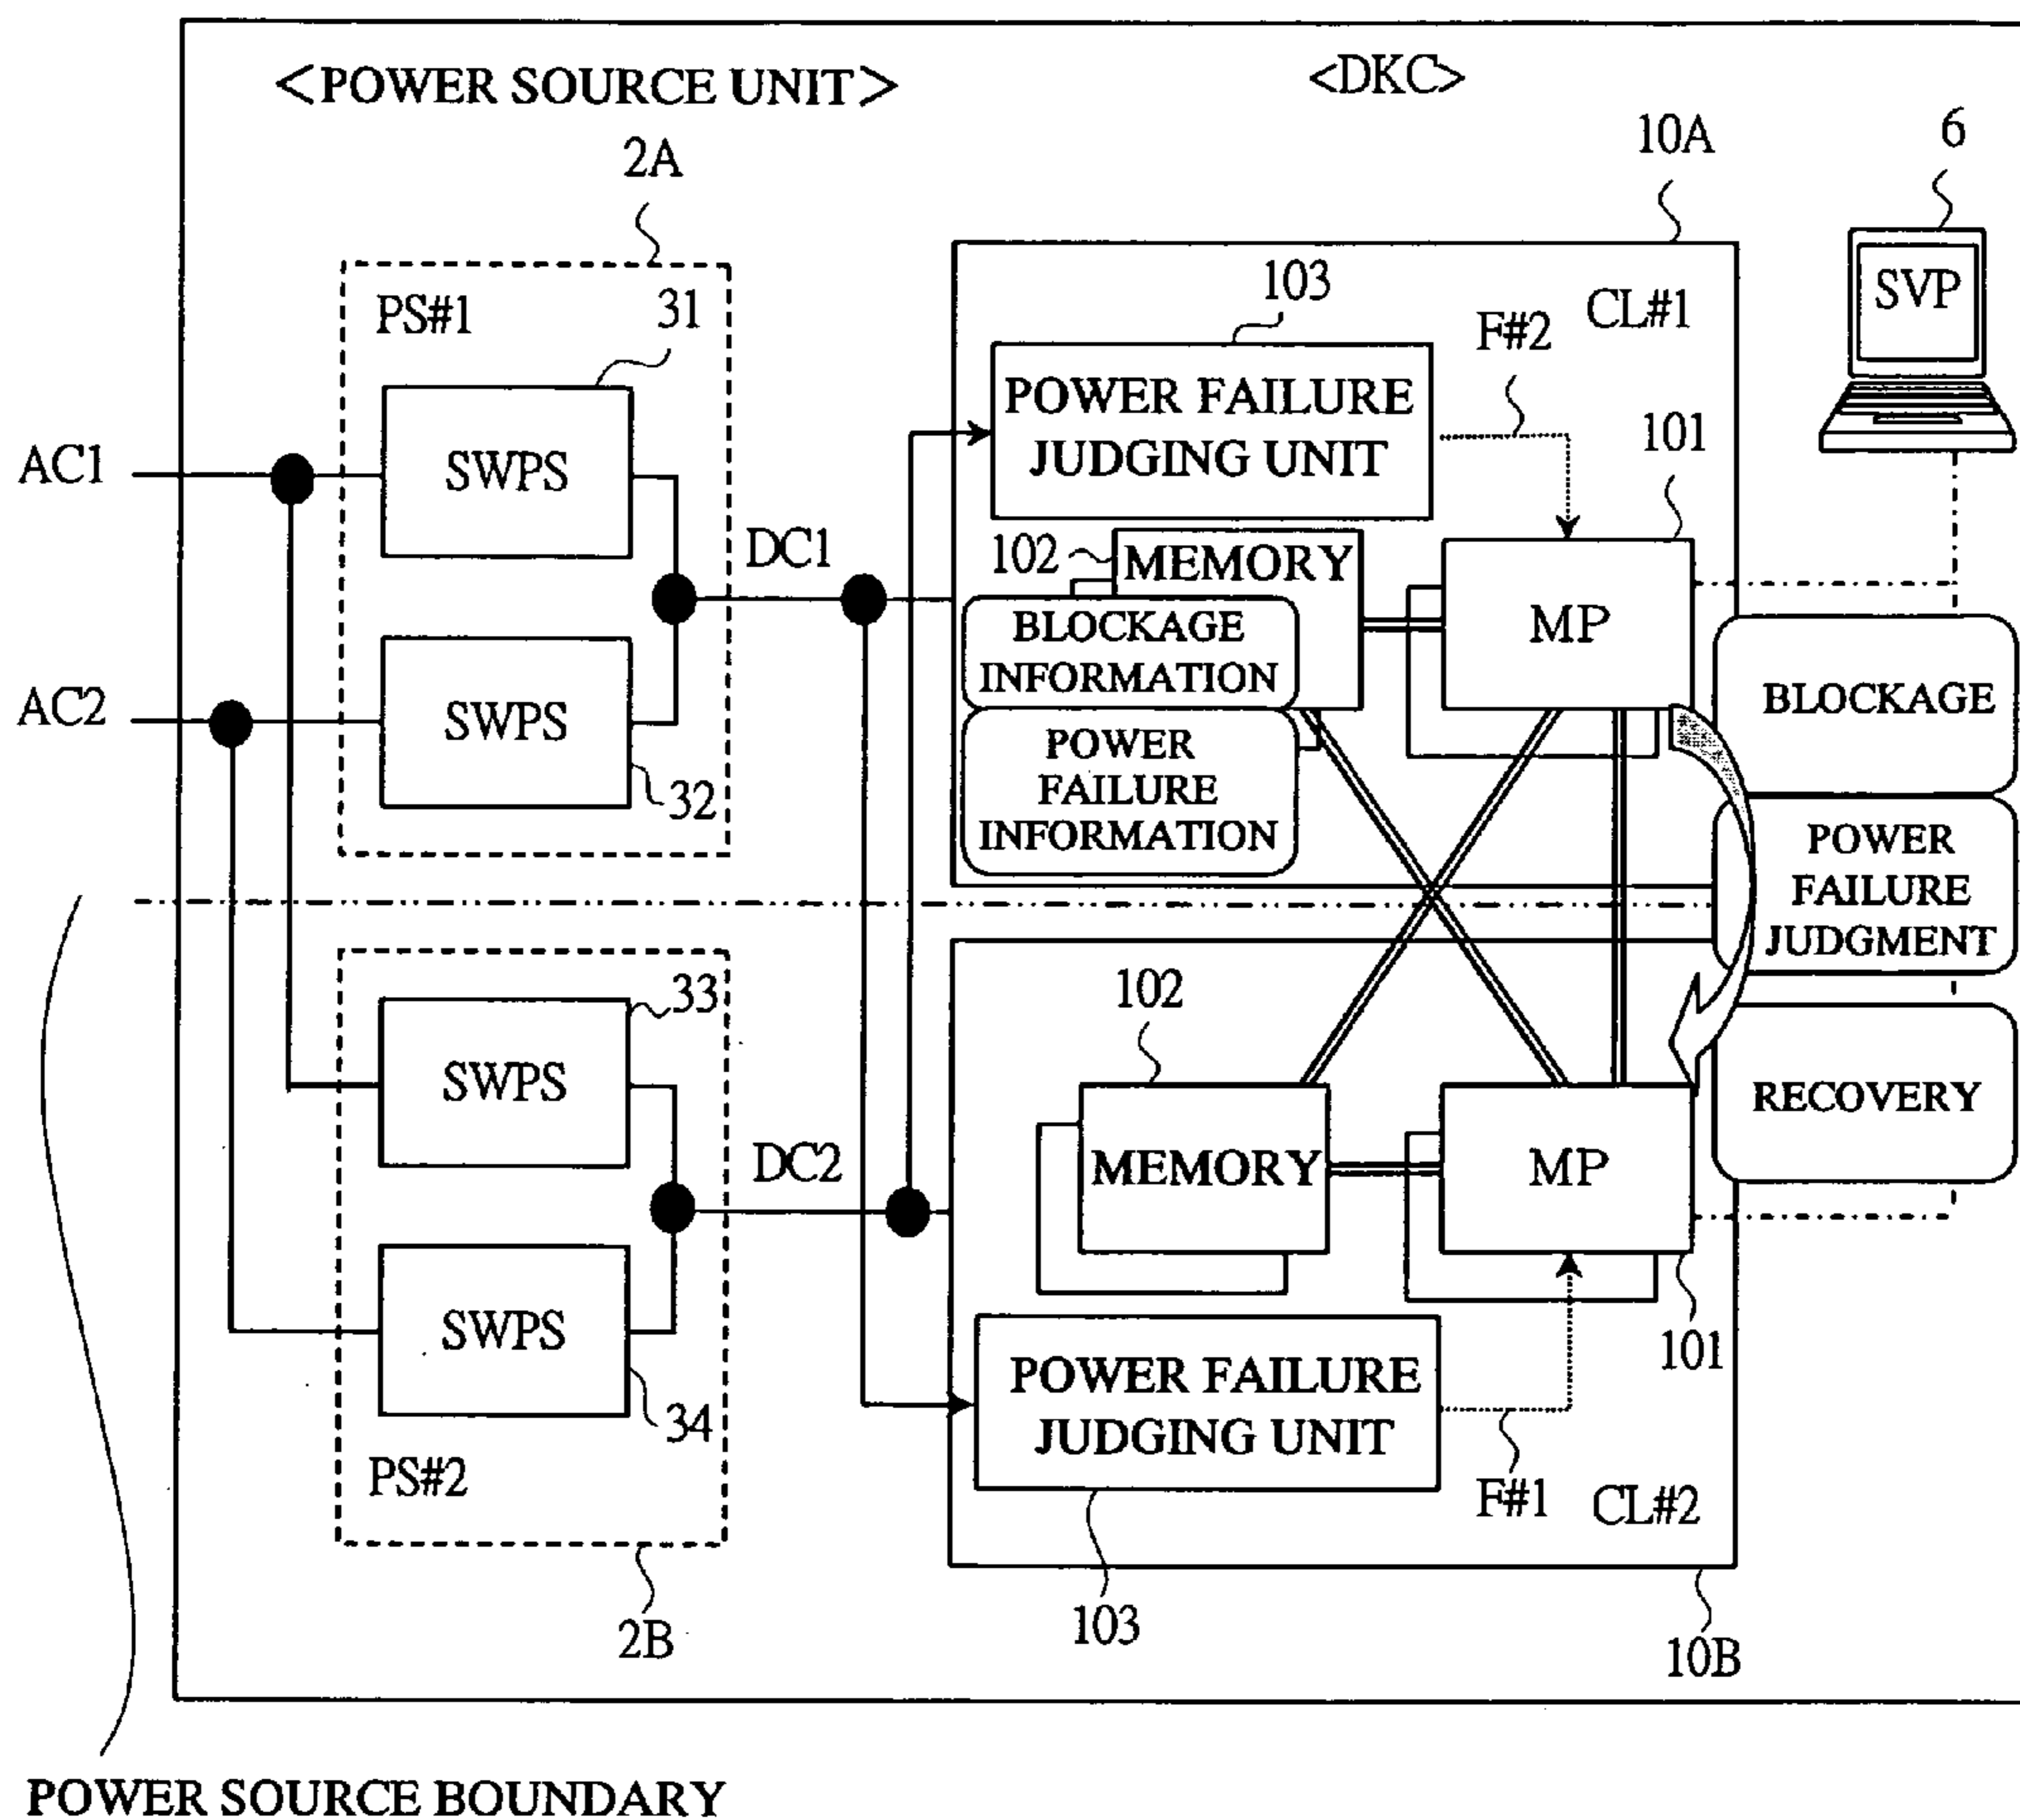 <POWER SOURCE UNIT>
<DKC>
2A
10A
6
PS#1
31
103
F#2
CL#1
SVP
POWER FAILURE
JUDGING UNIT
101
AC1
SWPS
DC1
102
MEMORY
MP
BLOCKAGE
INFORMATION
AC2
SWPS
32
POWER
FAILURE
INFORMATION
BLOCKAGE
POWER
FAILURE
JUDGMENT
33
102
SWPS
DC2
MEMORY
MP
RECOVERY
SWPS
34
PS#2
POWER FAILURE
JUDGING UNIT
101
F#1
CL#2
2B
103
10B
POWER SOURCE BOUNDARY